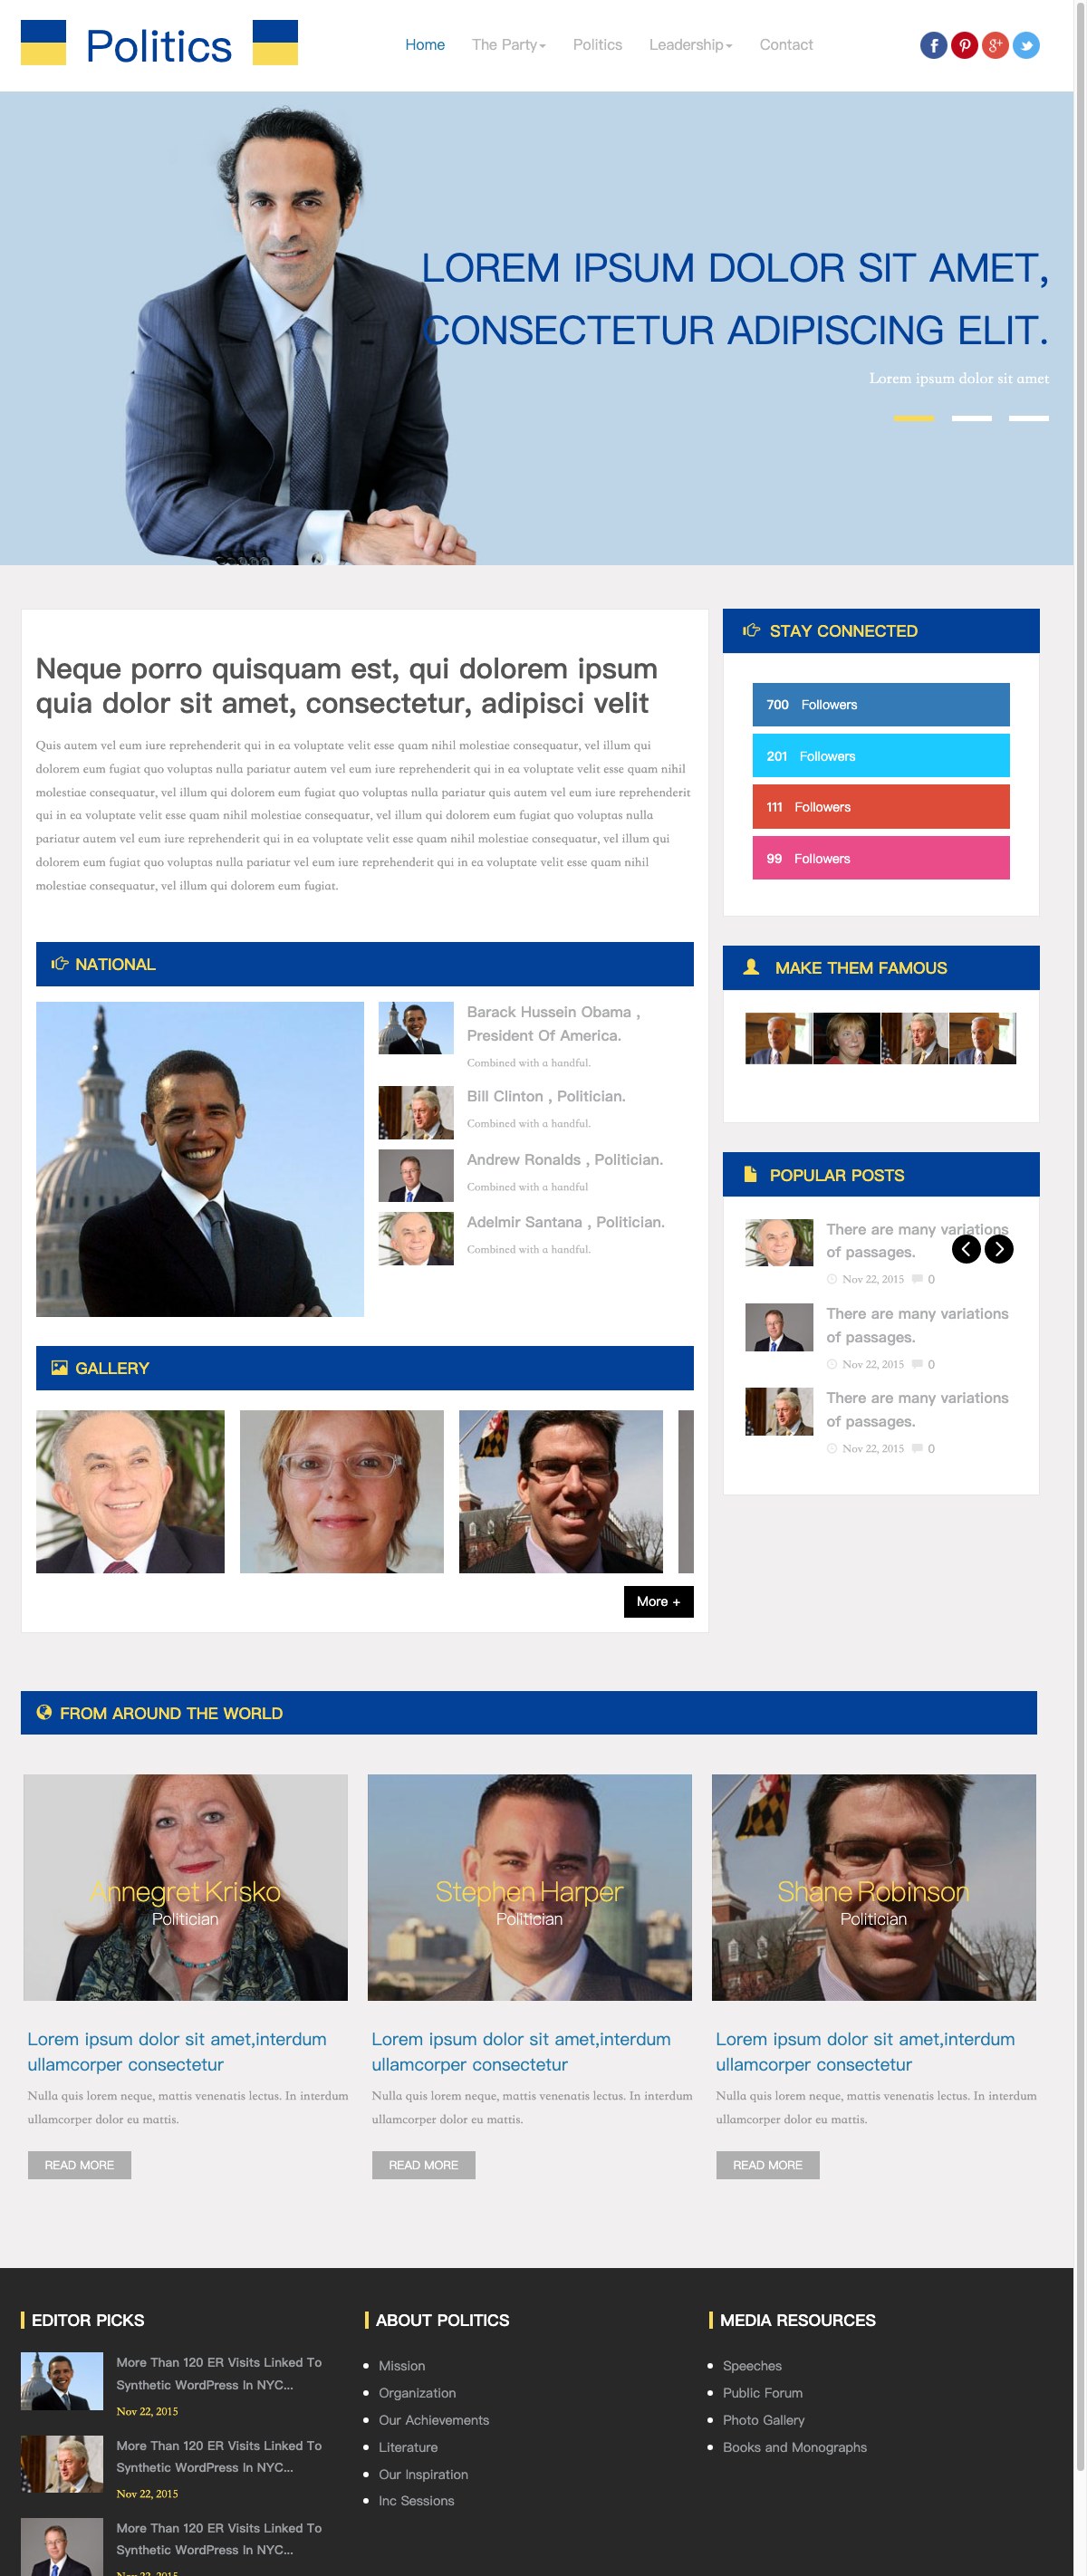 Politics
Home The Party Politics Leadership Contact
LOREM IPSUM DOLOR SIT AMET,
CONSECTETUR ADIPISCING ELIT.
Lorem ipsum dolor sit amet
Neque porro quisquam est, qui dolorem ipsum
quia dolor sit amet, consectetur, adipisci velit
Quis autem vel eum iure reprehenderit qui in ea voluptate velit esse quam nihil molestiae consequatur, vel illum qui
dolorem eum fugiat quo voluptas nulla pariatur autem vel eum iure reprehenderit qui in ea voluptate velit esse quam nihil
molestiae consequatur, vel illum qui dolorem eum fugiat quo voluptas nulla pariatur quis autem vel eum iure reprehenderit
qui in ea voluptate velit esse quam nihil molestiae consequatur, vel illum qui dolorem eum fugiat quo voluptas nulla
pariatur autem vel eum iure reprehenderit qui in ea voluptate velit esse quam nihil molestiae consequatur, vel illum qui
dolorem eum fugiat quo voluptas nulla pariatur vel eum iure reprehenderit qui in ea voluptate velit esse quam nihil
molestiae consequatur, vel illum qui dolorem eum fugiat.
NATIONAL
Barack Hussein Obama ,
President Of America.
Combined with a handful.
Bill Clinton , Politician.
Combined with a handful.
Andrew Ronalds , Politician.
Combined with a handful
Adelmir Santana , Politician.
Combined with a handful.
GALLERY
More +
STAY CONNECTED
700 Followers
201 Followers
111 Followers
99 Followers
MAKE THEM FAMOUS
POPULAR POSTS
There are many variations
of passages.
Nov 22, 2015 0
There are many variations
of passages.
Nov 22, 2015 0
There are many variations
of passages.
Nov 22, 2015 0
FROM AROUND THE WORLD
Annegret Krisko
Politician
Lorem ipsum dolor sit amet,interdum
ullamcorper consectetur
Nulla quis lorem neque, mattis venenatis lectus. In interdum
ullamcorper dolor eu mattis.
READ MORE
Stephen Harper
Politician
Lorem ipsum dolor sit amet,interdum
ullamcorper consectetur
Nulla quis lorem neque, mattis venenatis lectus. In interdum
ullamcorper dolor eu mattis.
READ MORE
Shane Robinson
Politician
Lorem ipsum dolor sit amet,interdum
ullamcorper consectetur
Nulla quis lorem neque, mattis venenatis lectus. In interdum
ullamcorper dolor eu mattis.
READ MORE
EDITOR PICKS
More Than 120 ER Visits Linked To
Synthetic WordPress In NYC...
Nov 22, 2015
More Than 120 ER Visits Linked To
Synthetic WordPress In NYC...
Nov 22, 2015
More Than 120 ER Visits Linked To
Synthetic WordPress In NYC...
Nov 22, 2015
ABOUT POLITICS
Mission
Organization
Our Achievements
Literature
Our Inspiration
Inc Sessions
MEDIA RESOURCES
Speeches
Public Forum
Photo Gallery
Books and Monographs